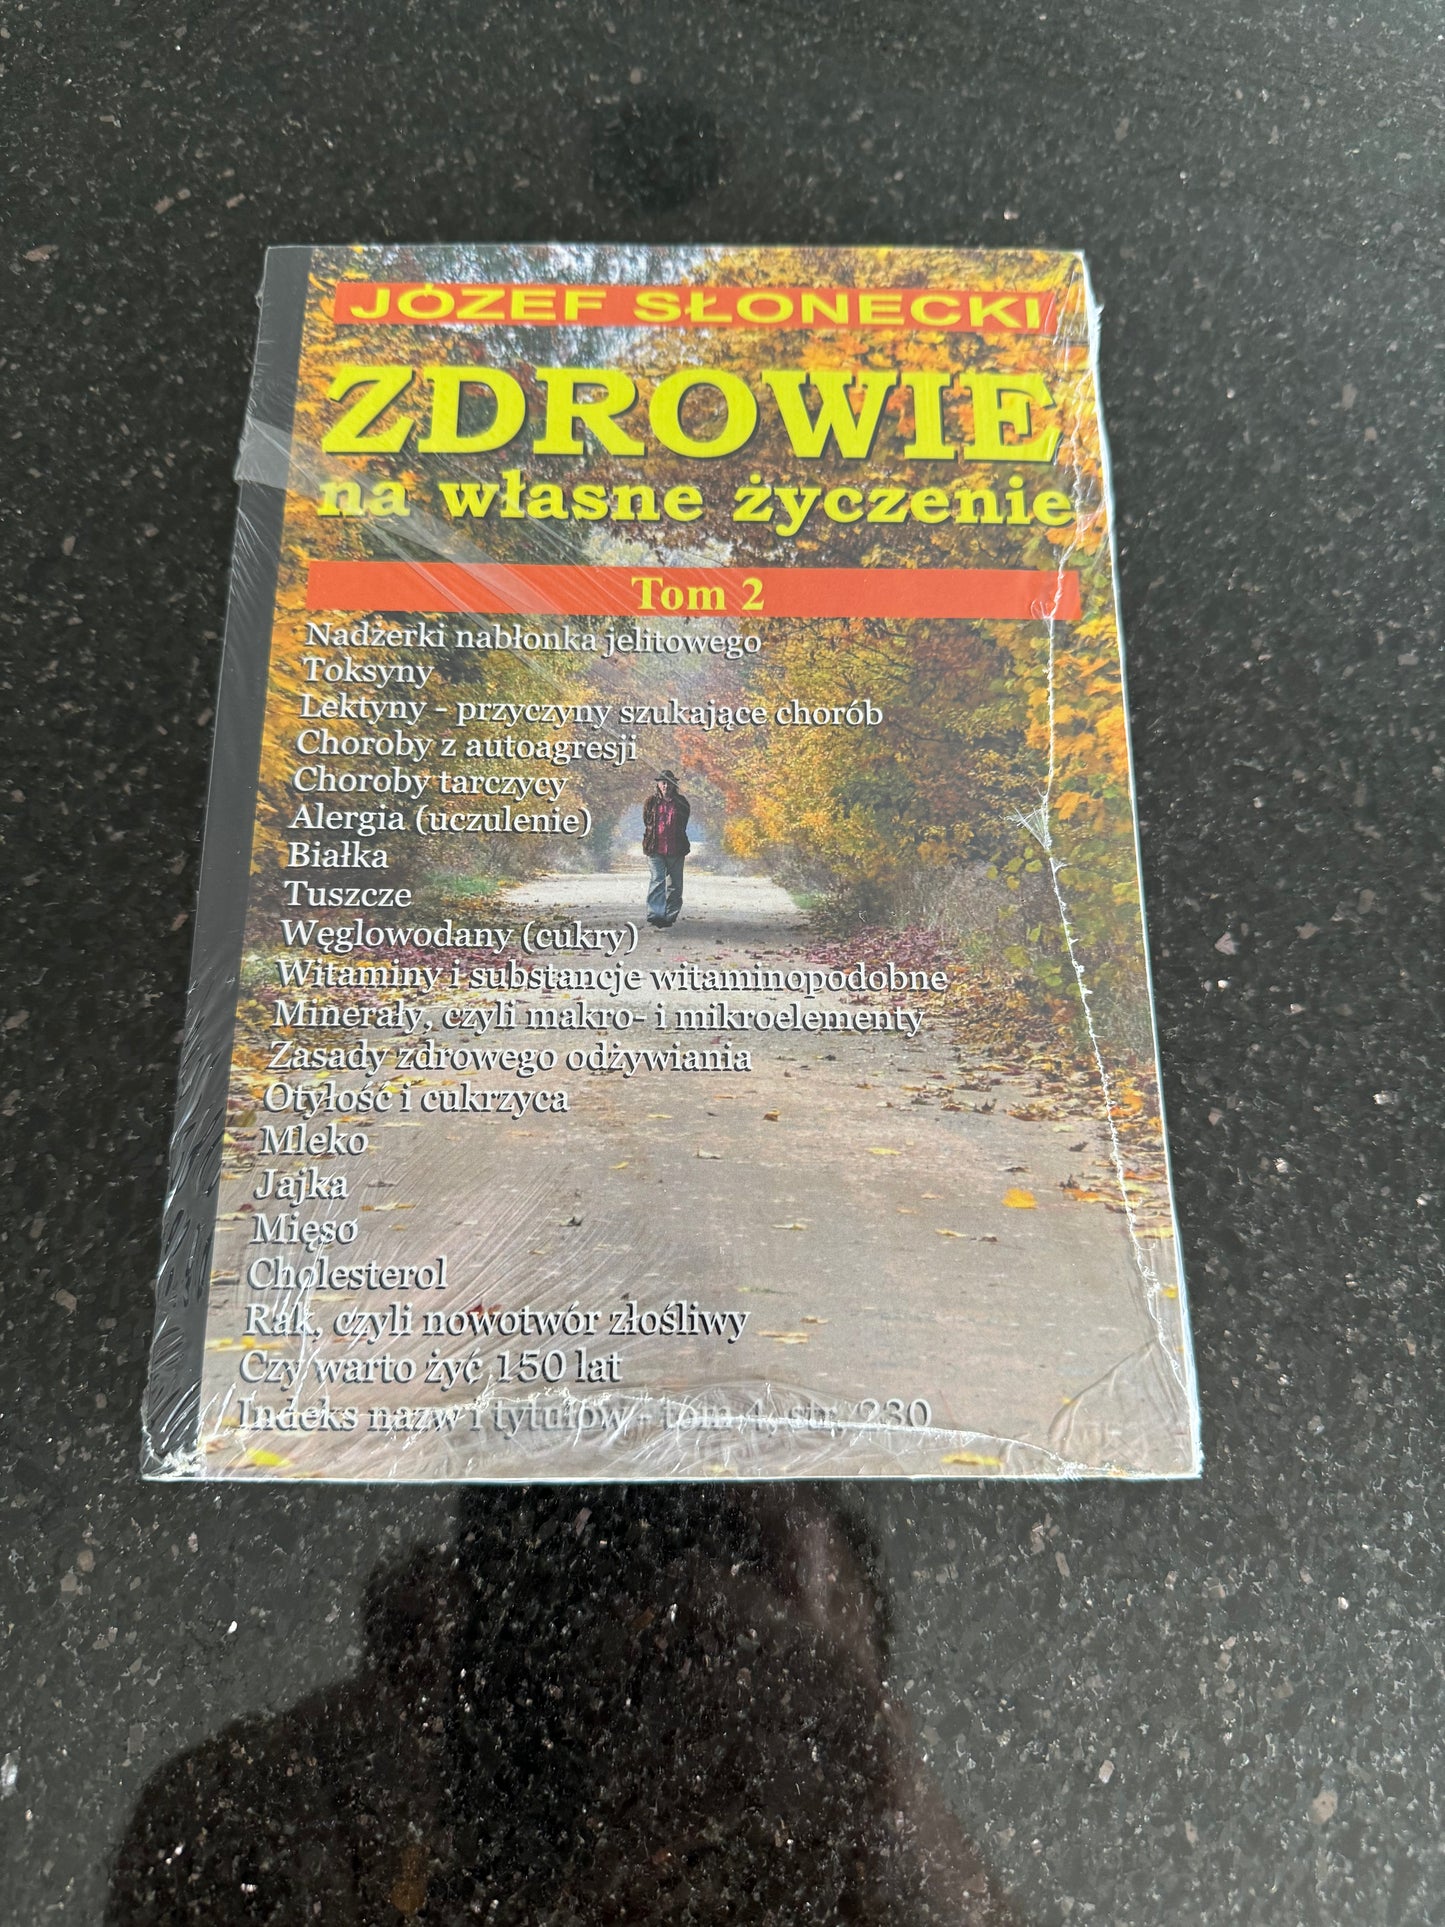 JÓZEF SŁONECKI
ZDROWIE
na własne życzenie
Tom 2
Nadżerki nabłonka jelitowego
Toksyny
Lektyny - przyczyny szukające chorób
Choroby z autoagresji
Choroby tarczycy
Alergia (uczulenie)
Białka
Tuszcze
Węglowodany (cukry)
Witaminy i substancje witaminopodobne
Minerały, czyli makro- i mikroelementy
Zasady zdrowego odżywiania
Otyłość i cukrzyca
Mleko
Jajka
Mięso
Cholesterol
Rak, czyli nowotwór złośliwy
Czy warto żyć 150 lat
Indeks nazw i tytułów - tom 4, str. 230